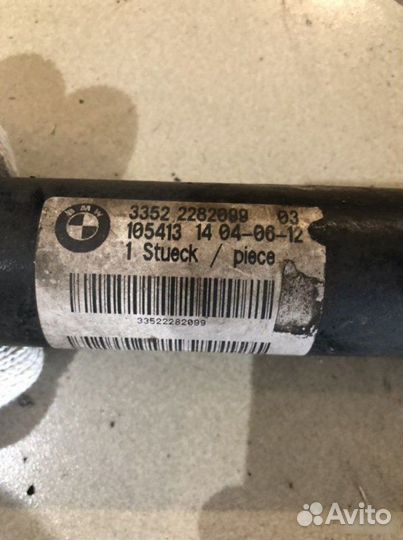 BMW
3352 2282099 03
105413 14 04-06-12
1 Stueck / piece
33522282099
Avito